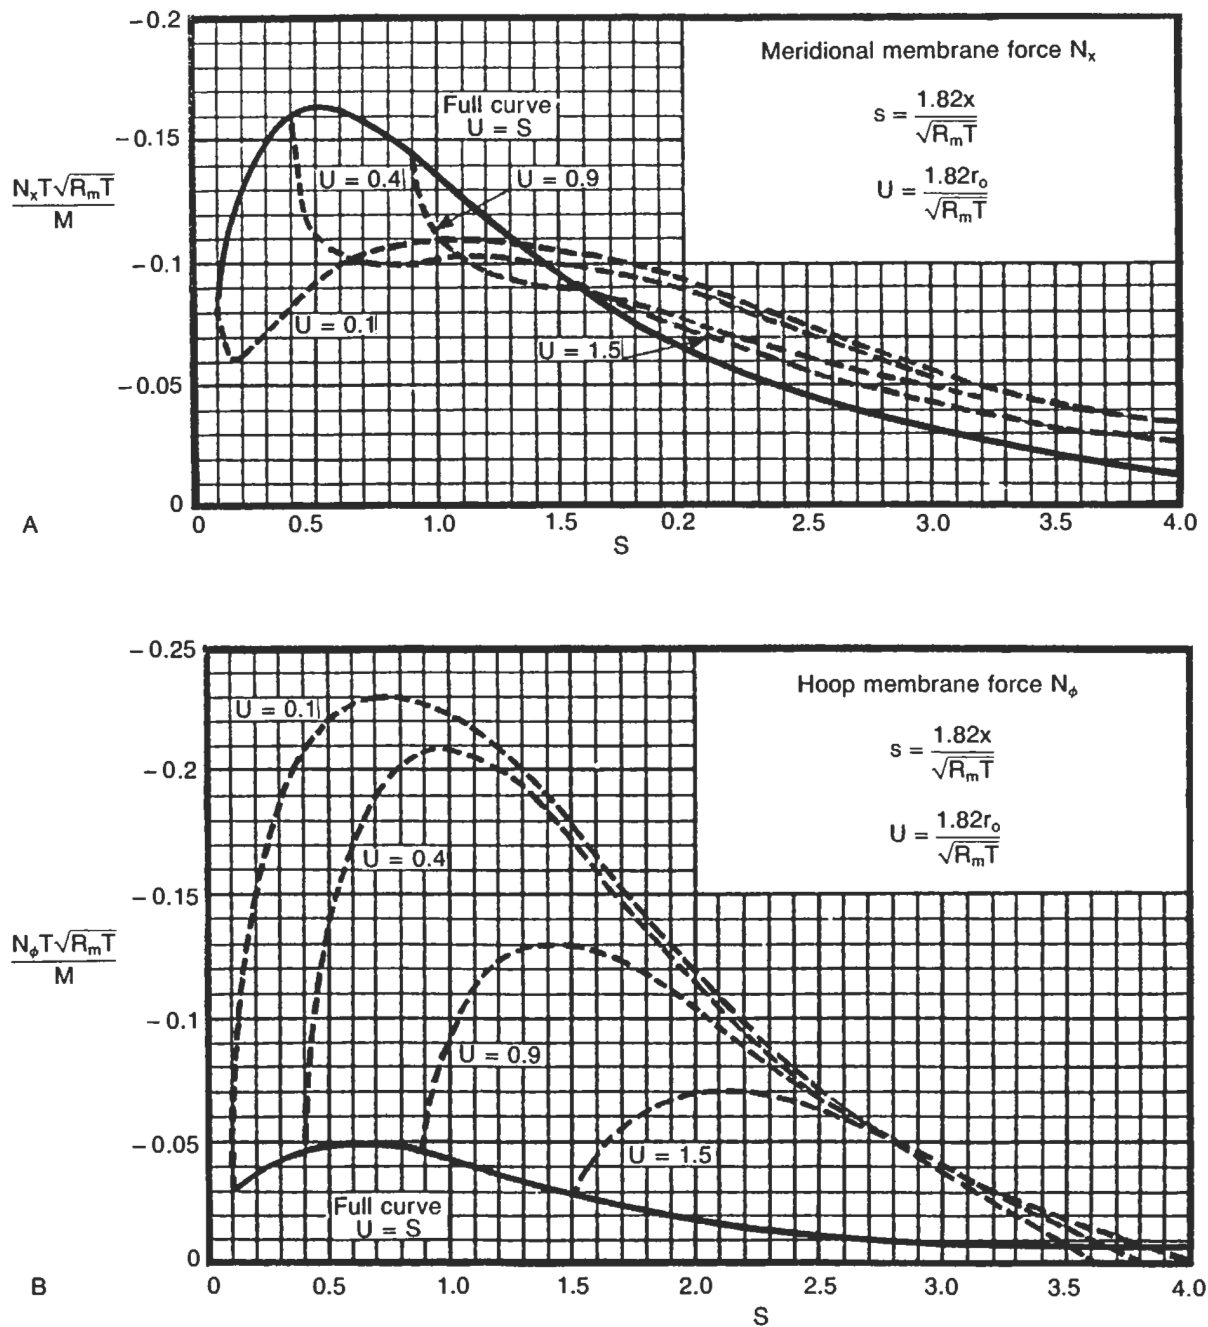 -0.2
Meridional membrane force Nₓ
s = 1.82x / √RₘT
U = 1.82rₒ / √RₘT
Full curve
U = S
-0.15
U = 0.4
U = 0.9
NₓT√RₘT / M
-0.1
U = 0.1
U = 1.5
-0.05
0
A
0 0.5 1.0 1.5 0.2 2.5 3.0 3.5 4.0
S
-0.25
Hoop membrane force Nᵩ
s = 1.82x / √RₘT
U = 1.82rₒ / √RₘT
U = 0.1
-0.2
U = 0.4
-0.15
NᵩT√RₘT / M
-0.1
U = 0.9
-0.05
U = 1.5
Full curve
U = S
0
B
0 0.5 1.0 1.5 2.0 2.5 3.0 3.5 4.0
S